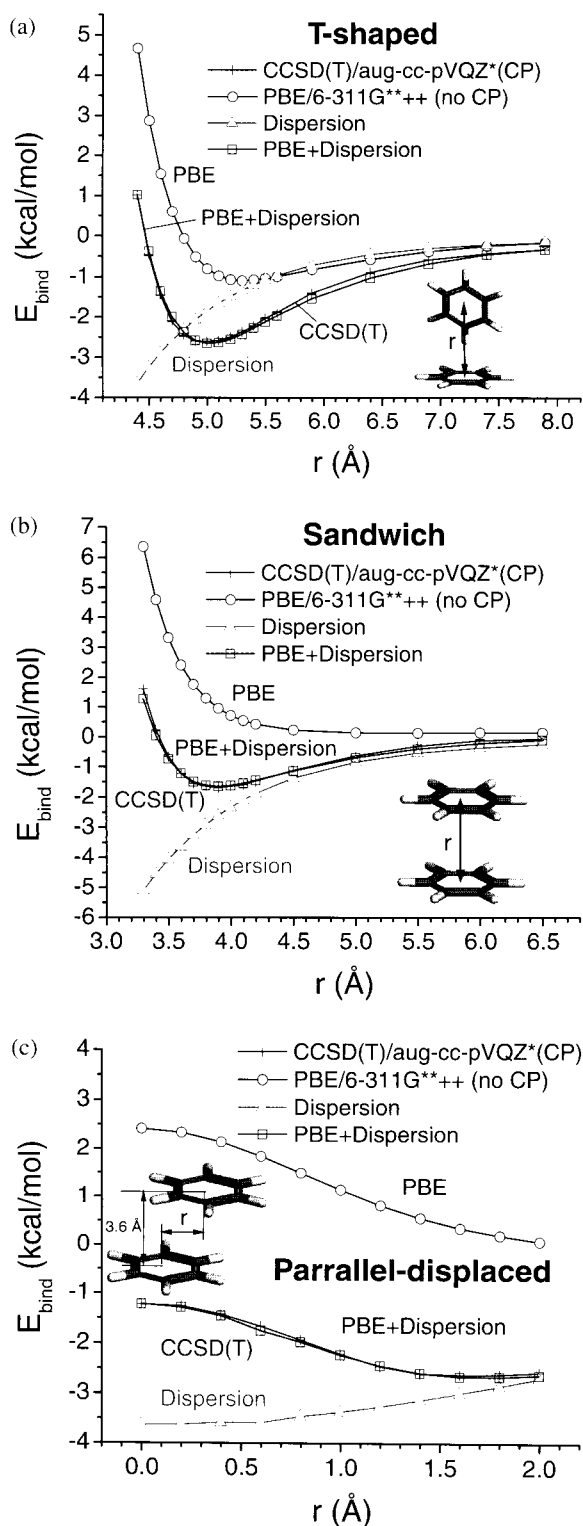 (a)
T-shaped
CCSD(T)/aug-cc-pVQZ*(CP)
PBE/6-311G**++ (no CP)
Dispersion
PBE+Dispersion
PBE
PBE+Dispersion
CCSD(T)
Dispersion
r
E_bind (kcal/mol)
5
4
3
2
1
0
-1
-2
-3
-4
4.5 5.0 5.5 6.0 6.5 7.0 7.5 8.0
r (Å)
(b)
Sandwich
CCSD(T)/aug-cc-pVQZ*(CP)
PBE/6-311G**++ (no CP)
Dispersion
PBE+Dispersion
PBE
PBE+Dispersion
CCSD(T)
Dispersion
r
E_bind (kcal/mol)
7
6
5
4
3
2
1
0
-1
-2
-3
-4
-5
-6
3.0 3.5 4.0 4.5 5.0 5.5 6.0 6.5
r (Å)
(c)
CCSD(T)/aug-cc-pVQZ*(CP)
PBE/6-311G**++ (no CP)
Dispersion
PBE+Dispersion
PBE
3.6 Å
r
Parrallel-displaced
PBE+Dispersion
CCSD(T)
Dispersion
E_bind (kcal/mol)
4
3
2
1
0
-1
-2
-3
-4
0.0 0.5 1.0 1.5 2.0
r (Å)